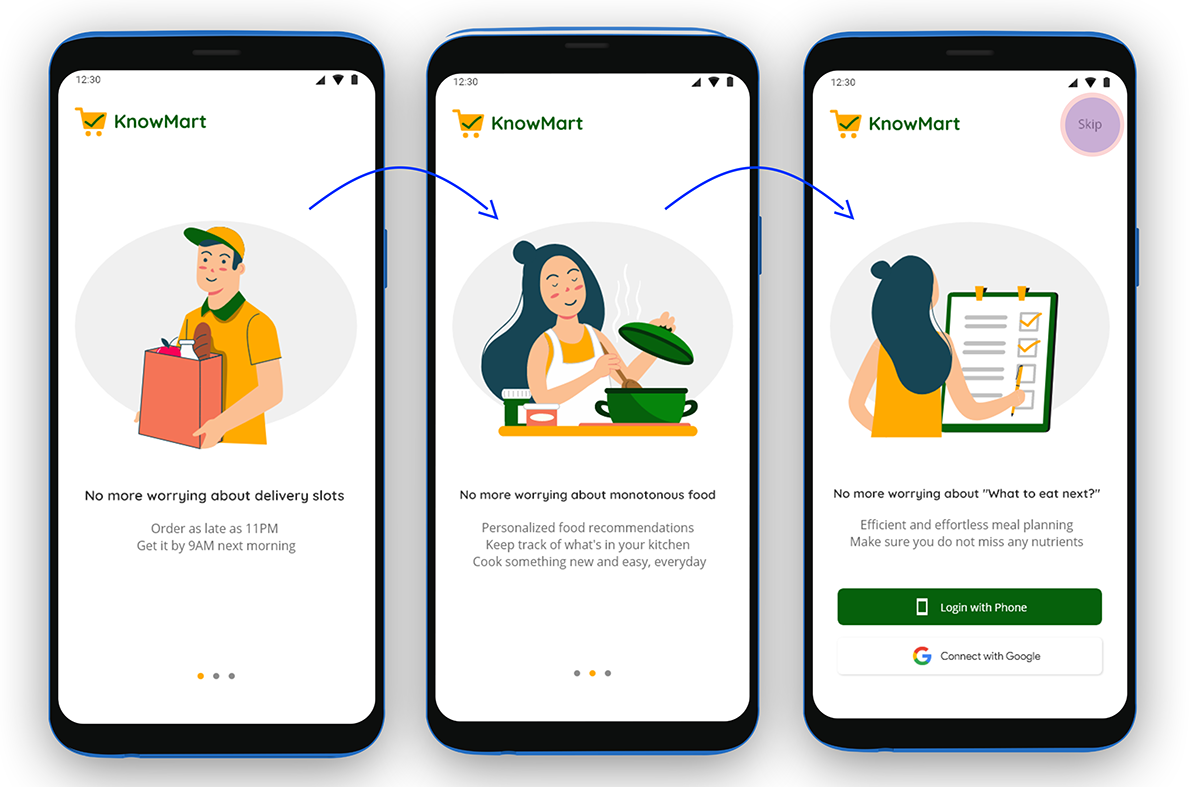 12:30
KnowMart
No more worrying about delivery slots
Order as late as 11PM
Get it by 9AM next morning
12:30
KnowMart
No more worrying about monotonous food
Personalized food recommendations
Keep track of what's in your kitchen
Cook something new and easy, everyday
12:30
KnowMart
Skip
No more worrying about "What to eat next?"
Efficient and effortless meal planning
Make sure you do not miss any nutrients
Login with Phone
Connect with Google